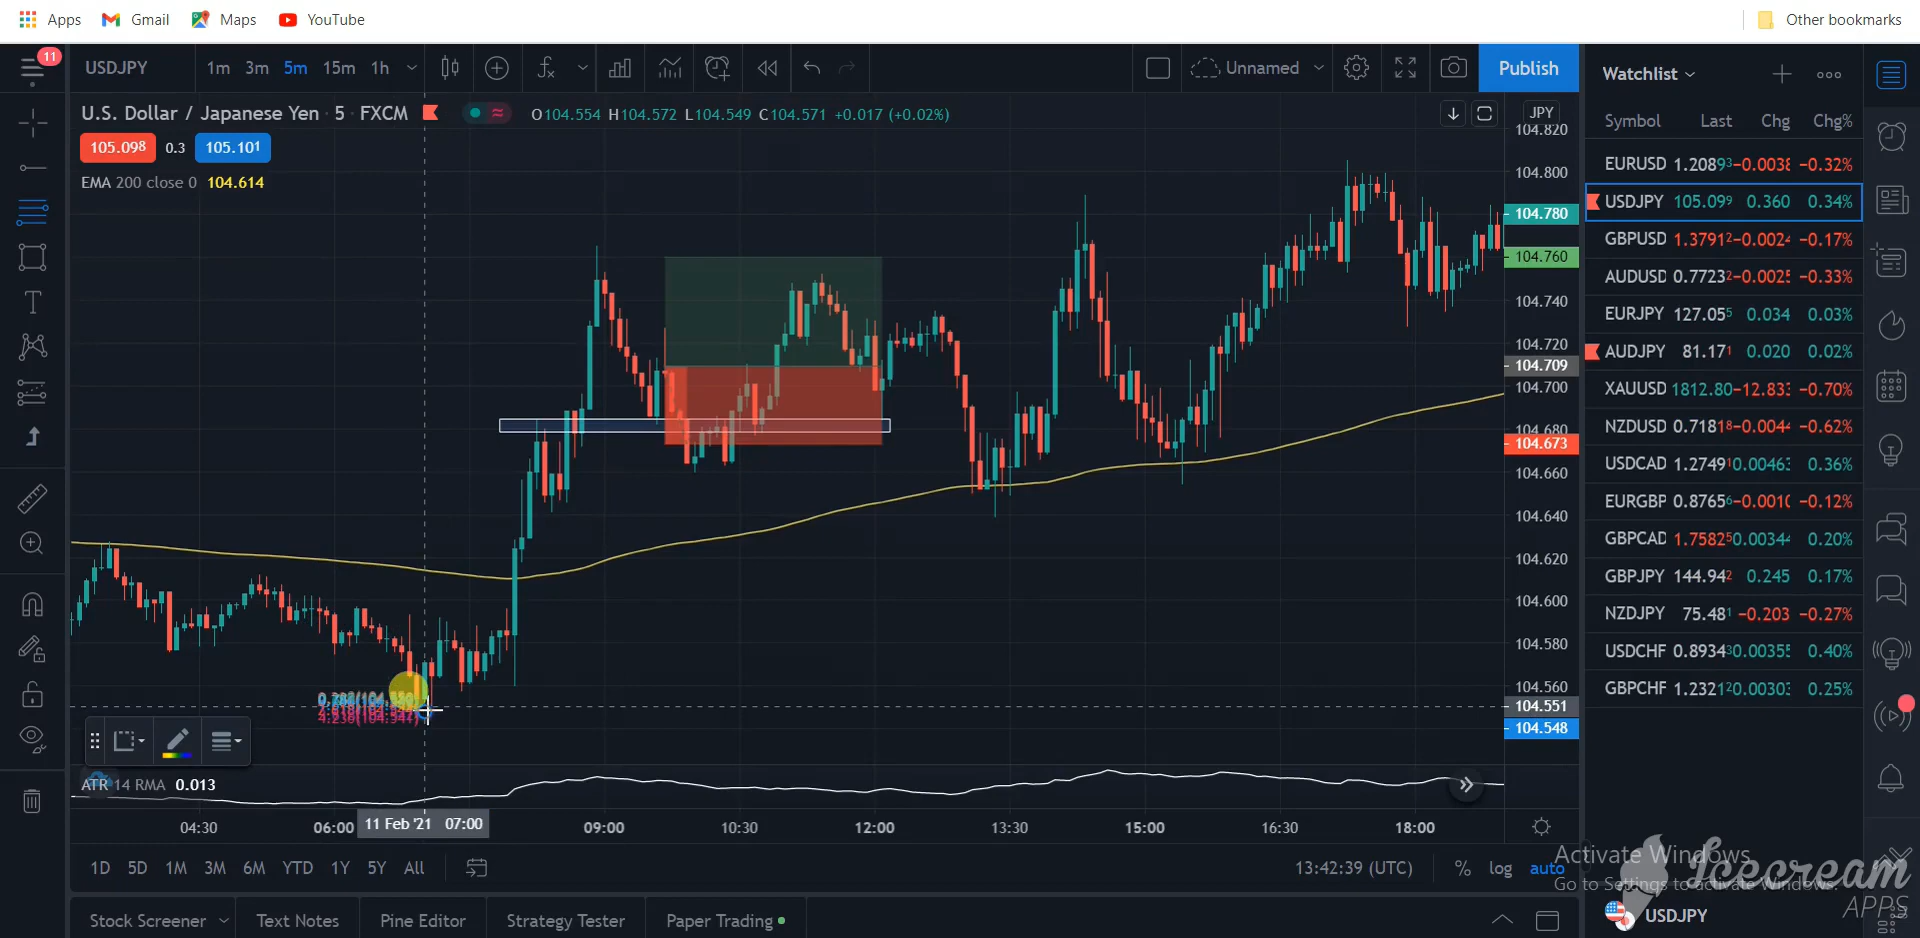 Apps Gmail Maps YouTube Other bookmarks
11 USDJPY 1m 3m 5m 15m 1h Unnamed Publish Watchlist
U.S. Dollar / Japanese Yen · 5 · FXCM O104.554 H104.572 L104.549 C104.571 +0.017 (+0.02%) JPY
105.098 0.3 105.101
EMA 200 close 0 104.614
104.820
104.800
104.780
104.760
104.740
104.720
104.709
104.700
104.680
104.673
104.660
104.640
104.620
104.600
104.580
104.560
104.551
104.548
4.236(104.547)
ATR 14 RMA 0.013
04:30 06:00 11 Feb '21 07:00 09:00 10:30 12:00 13:30 15:00 16:30 18:00
1D 5D 1M 3M 6M YTD 1Y 5Y All 13:42:39 (UTC) % log auto
Stock Screener Text Notes Pine Editor Strategy Tester Paper Trading
Symbol Last Chg Chg%
EURUSD 1.20893 -0.0038 -0.32%
USDJPY 105.099 0.360 0.34%
GBPUSD 1.37912 -0.0024 -0.17%
AUDUSD 0.77232 -0.0025 -0.33%
EURJPY 127.055 0.034 0.03%
AUDJPY 81.171 0.020 0.02%
XAUUSD 1812.80 -12.833 -0.70%
NZDUSD 0.71818 -0.0044 -0.62%
USDCAD 1.27491 0.00463 0.36%
EURGBP 0.87656 -0.0010 -0.12%
GBPCAD 1.75825 0.00344 0.20%
GBPJPY 144.942 0.245 0.17%
NZDJPY 75.481 -0.203 -0.27%
USDCHF 0.89343 0.00355 0.40%
GBPCHF 1.23212 0.00303 0.25%
Activate Windows
Go to Settings to activate Windows.
Icecream
APPS
USDJPY